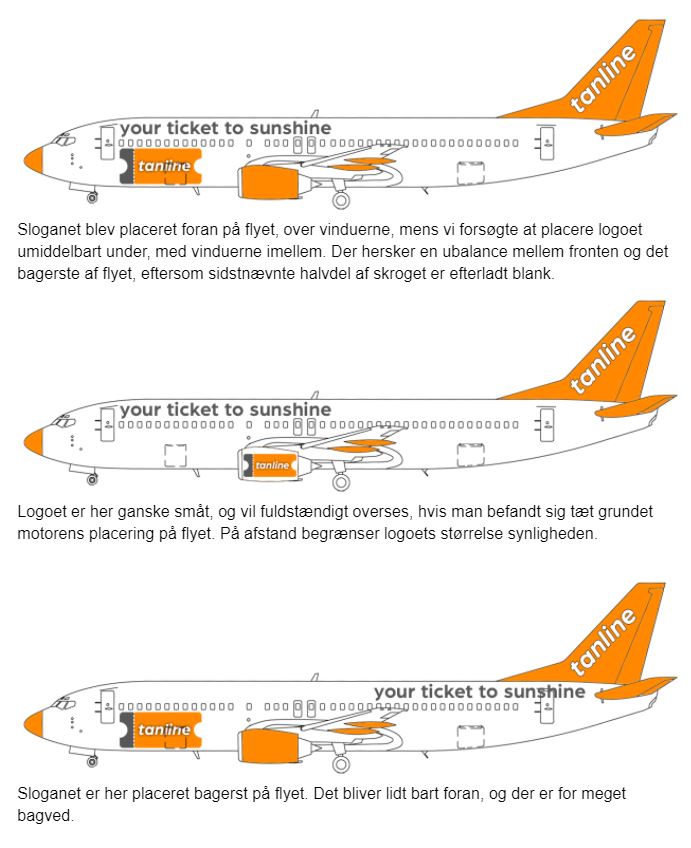 tanline
your ticket to sunshine
tanline
Sloganet blev placeret foran på flyet, over vinduerne, mens vi forsøgte at placere logoet
umiddelbart under, med vinduerne imellem. Der hersker en ubalance mellem fronten og det
bagerste af flyet, eftersom sidstnævnte halvdel af skroget er efterladt blank.
tanline
your ticket to sunshine
tanline
Logoet er her ganske småt, og vil fuldstændigt overses, hvis man befandt sig tæt grundet
motorens placering på flyet. På afstand begrænser logoets størrelse synligheden.
tanline
your ticket to sunshine
tanline
Sloganet er her placeret bagerst på flyet. Det bliver lidt bart foran, og der er for meget
bagved.